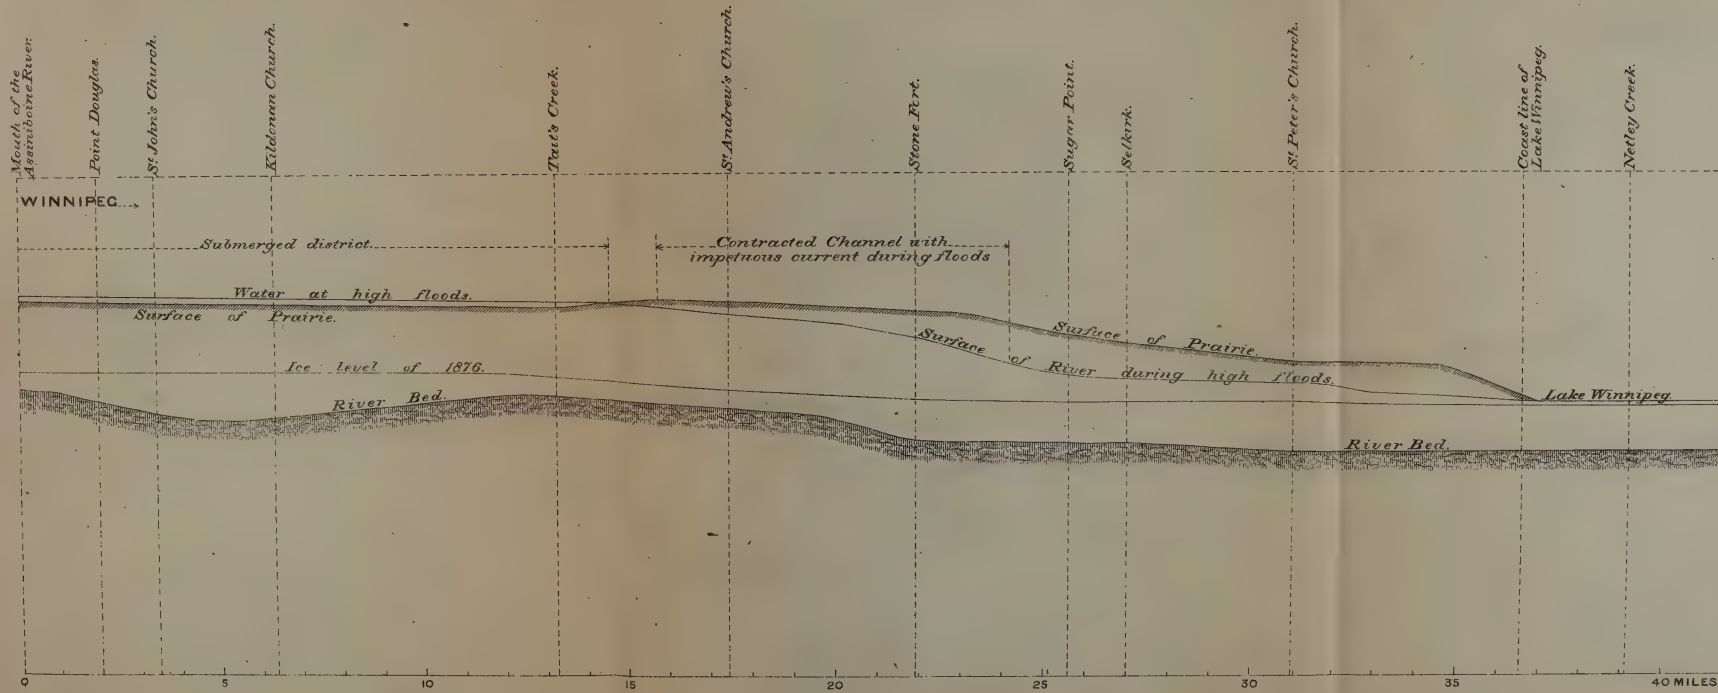 Mouth of the
Assiniboine River.
Point Douglas.
St. John's Church.
Kildonan Church.
Tait's Creek.
St. Andrew's Church.
Stone Fort.
Sugar Point.
Selkirk.
St. Peter's Church.
Coast line of
Lake Winnipeg.
Netley Creek.
WINNIPEG
Submerged district.
Contracted Channel with
impetuous current during floods
Water at high floods.
Surface of Prairie.
Surface of Prairie.
Surface of River during high floods.
Ice level of 1876.
River Bed.
Lake Winnipeg.
River Bed.
0 5 10 15 20 25 30 35 40 MILES